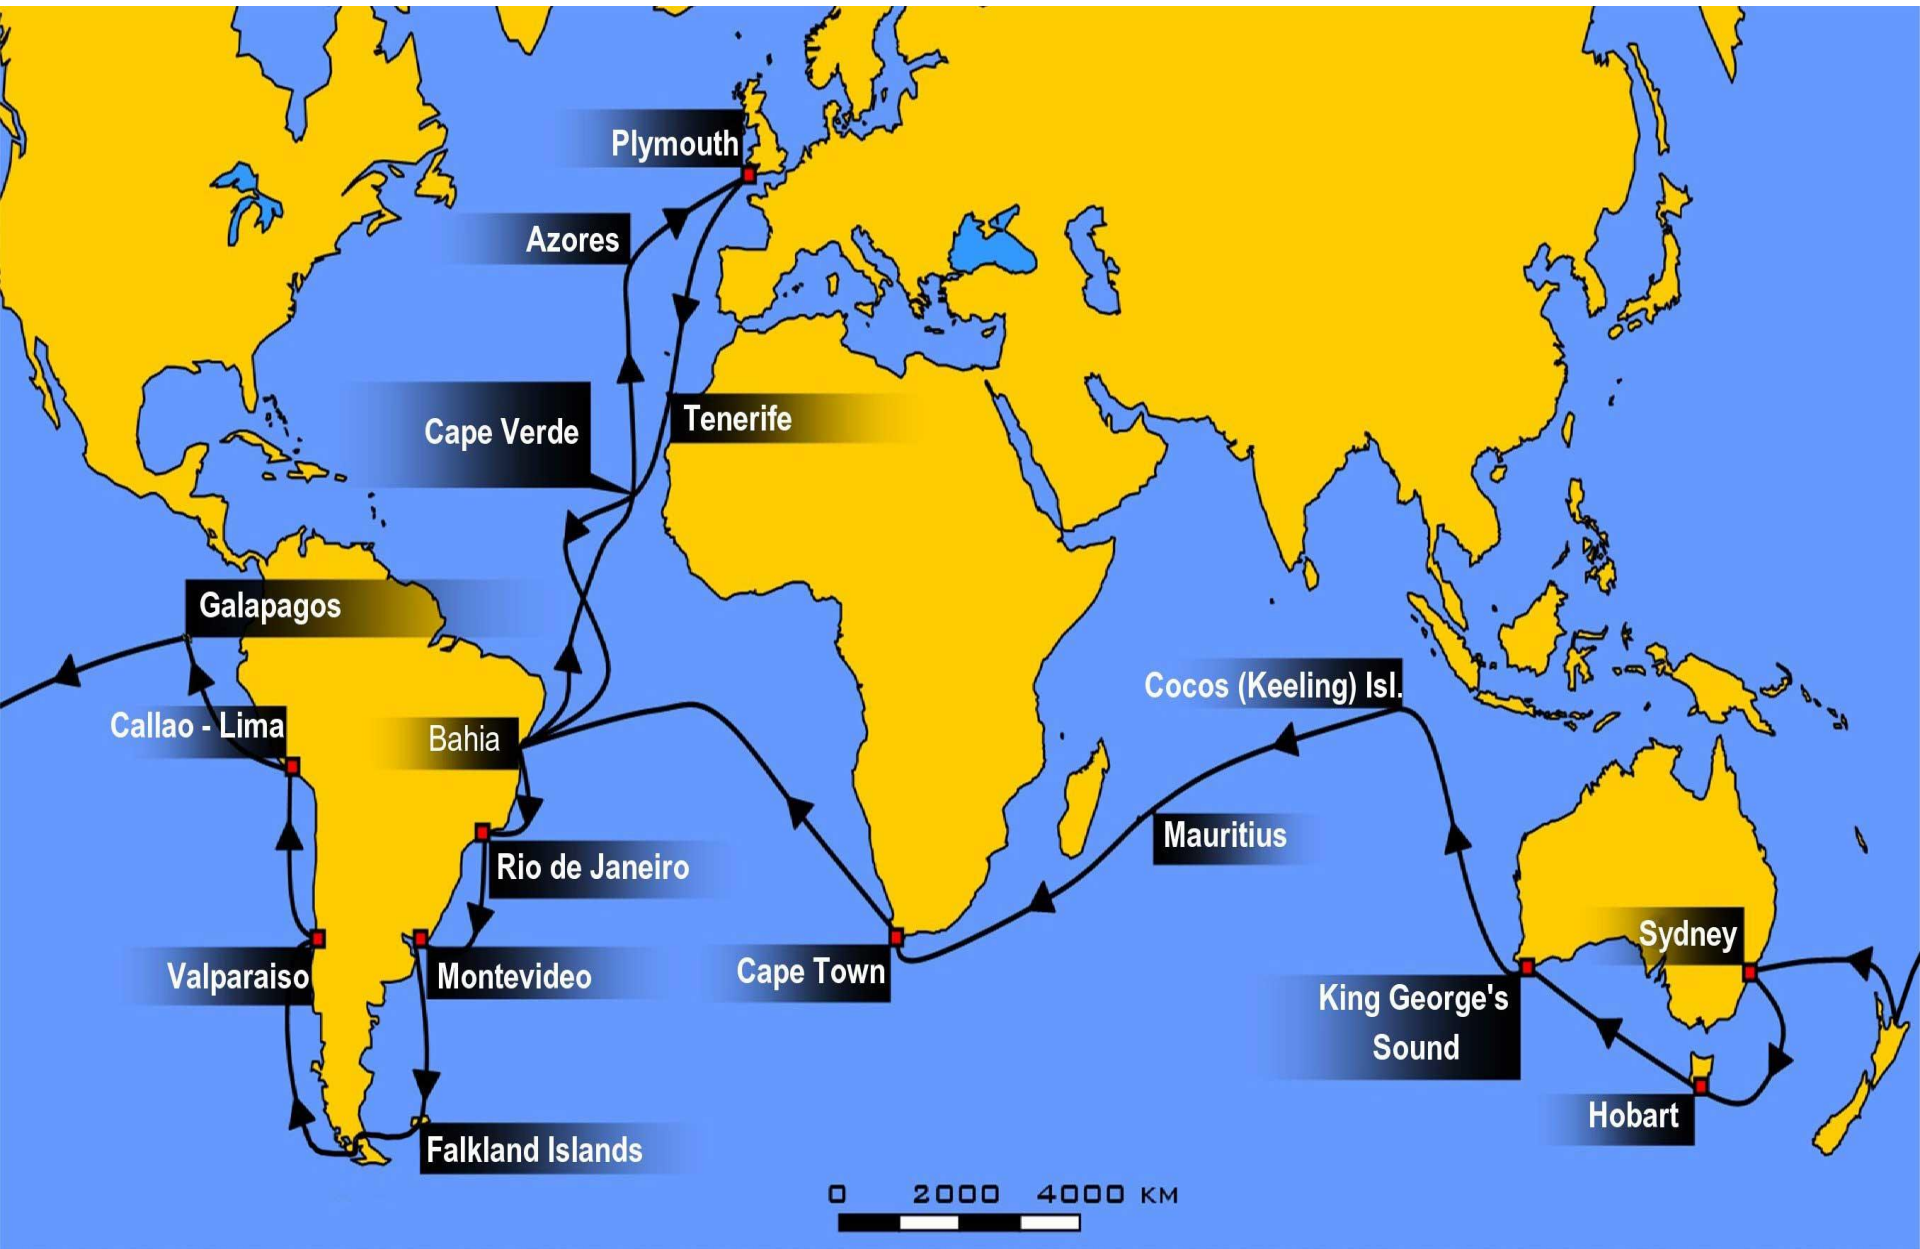 Plymouth
Azores
Cape Verde
Tenerife
Galapagos
Callao - Lima
Bahia
Cocos (Keeling) Isl.
Mauritius
Rio de Janeiro
Sydney
Valparaiso
Montevideo
Cape Town
King George's
Sound
Hobart
Falkland Islands
0 2000 4000 KM